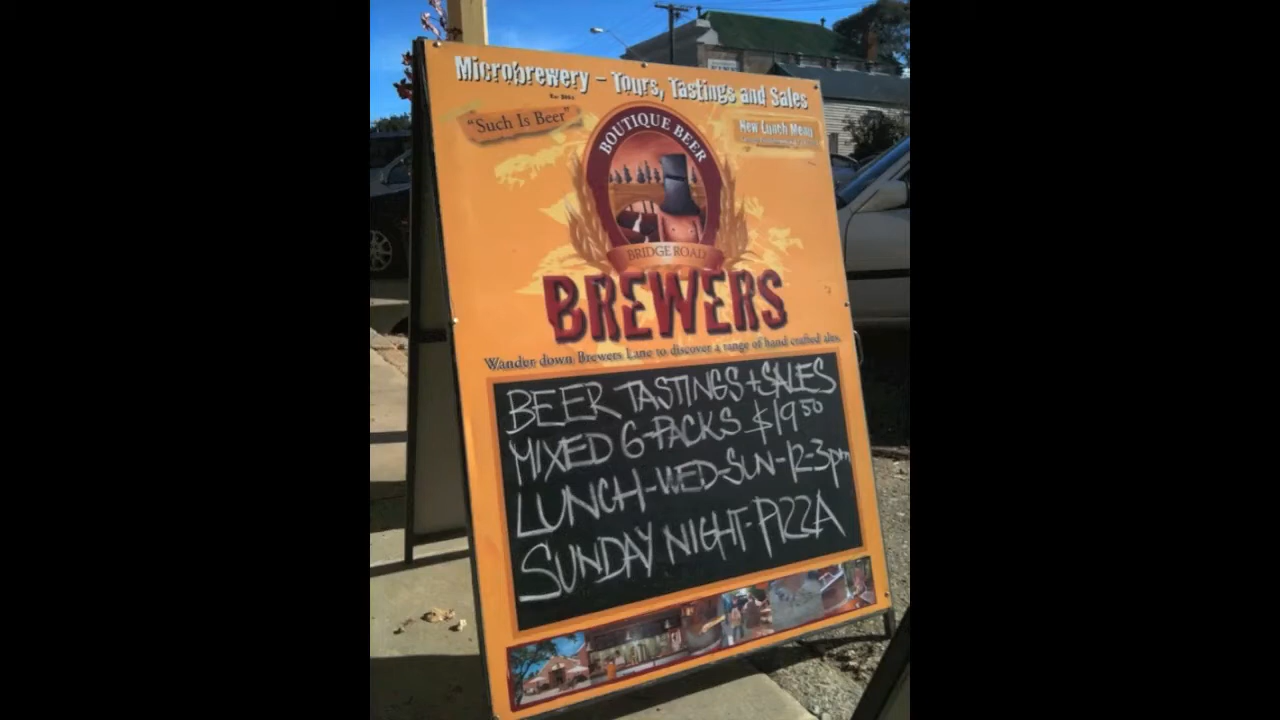 Microbrewery – Tours, Tastings and Sales
"Such Is Beer"
New Lunch Menu
BOUTIQUE BEER
BRIDGE ROAD
BREWERS
Wander down Brewers Lane to discover a range of hand crafted ales.
BEER TASTINGS + SALES
MIXED 6-PACKS $19.50
LUNCH-WED-SUN-12-3pm
SUNDAY NIGHT-PIZZA